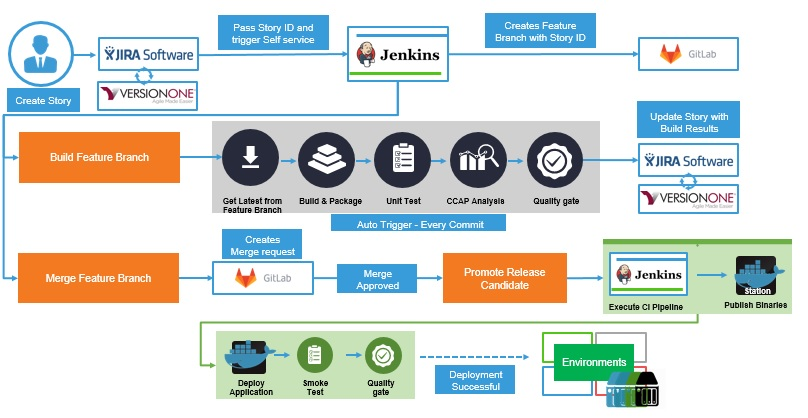 Pass Story ID and
trigger Self service
Creates Feature
Branch with Story ID
JIRA Software
Jenkins
GitLab
Create Story
VERSIONONE
Agile Made Easier
Update Story with
Build Results
Build Feature Branch
JIRA Software
Get Latest from
Feature Branch
Build & Package
Unit Test
CCAP Analysis
Quality gate
VERSIONONE
Agile Made Easier
Auto Trigger - Every Commit
Creates
Merge request
Merge Feature Branch
GitLab
Merge
Approved
Promote Release
Candidate
Jenkins
Station
Execute CI Pipeline
Publish Binaries
Deploy
Application
Smoke
Test
Quality
gate
Deployment
Successful
Environments